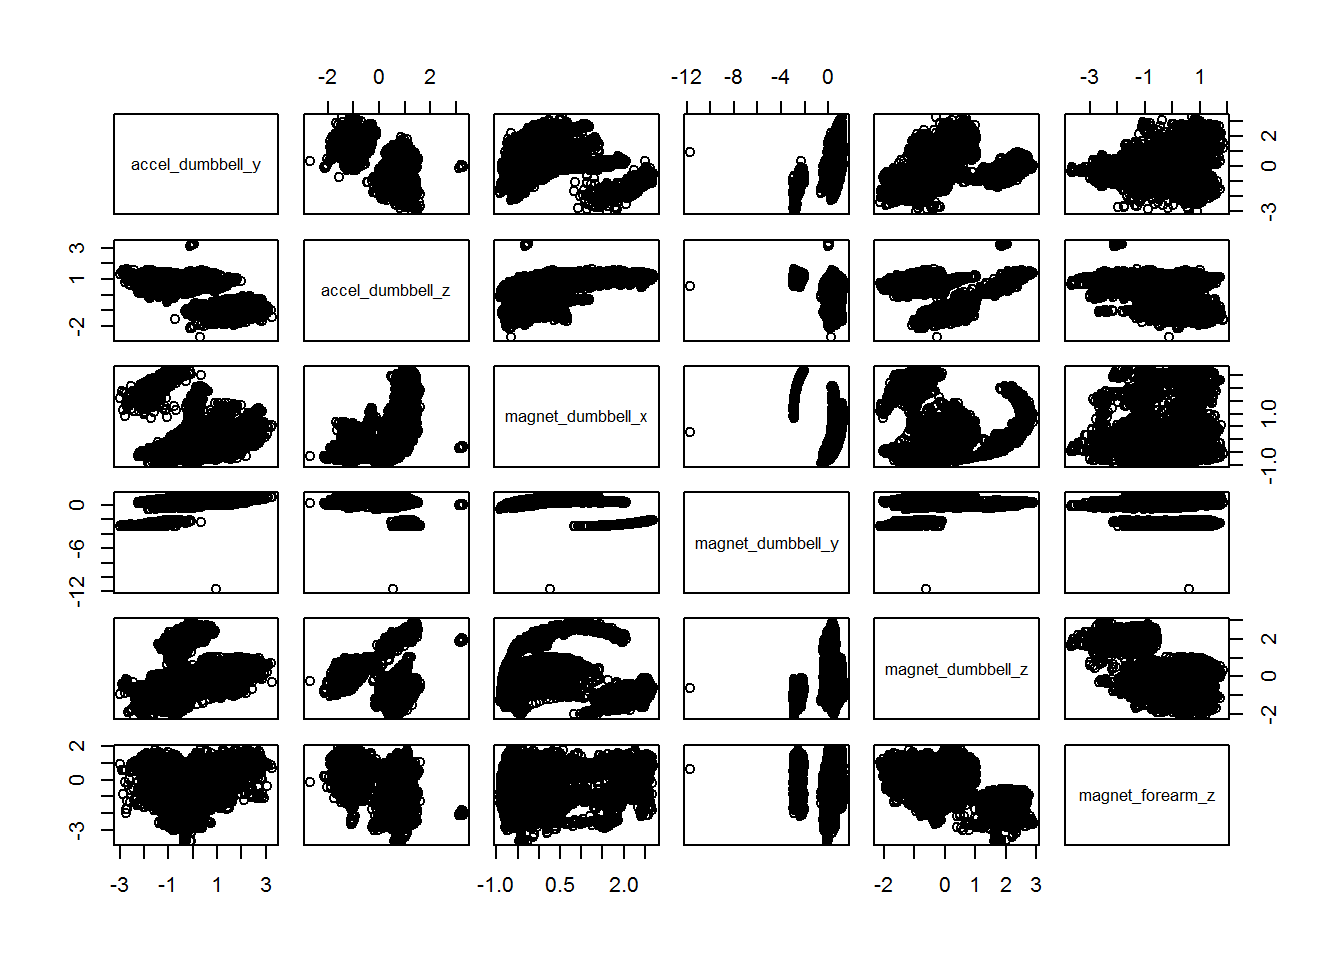 -2 0 2
-12 -8 -4 0
-3 -1 1
accel_dumbbell_y
2
0
-3
3
1
-2
accel_dumbbell_z
magnet_dumbbell_x
1.0
-1.0
0
-6
-12
magnet_dumbbell_y
magnet_dumbbell_z
2
0
-2
2
0
-3
magnet_forearm_z
-3 -1 1 3
-1.0 0.5 2.0
-2 0 1 2 3